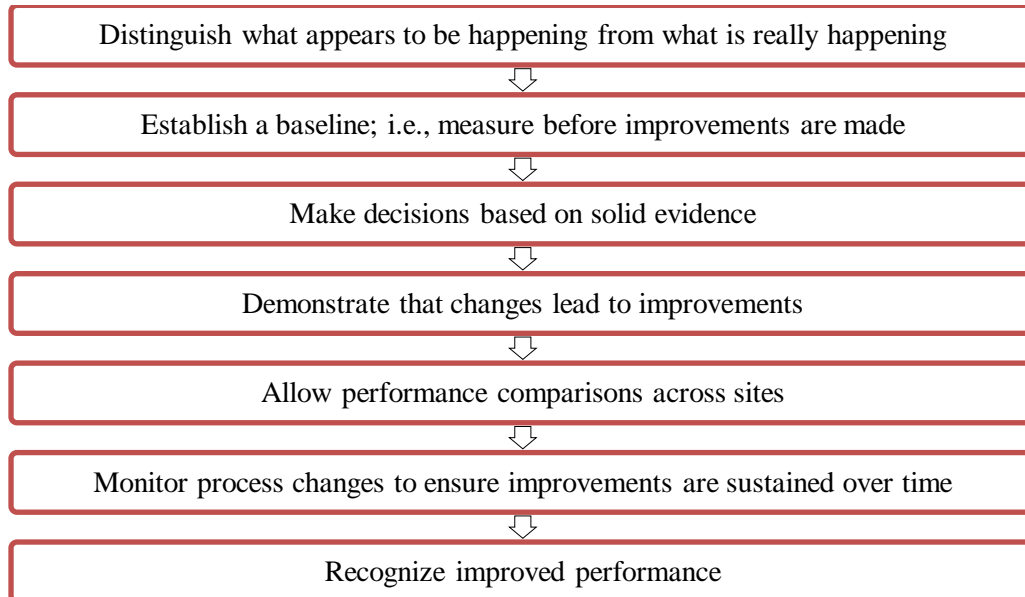 Distinguish what appears to be happening from what is really happening
Establish a baseline; i.e., measure before improvements are made
Make decisions based on solid evidence
Demonstrate that changes lead to improvements
Allow performance comparisons across sites
Monitor process changes to ensure improvements are sustained over time
Recognize improved performance